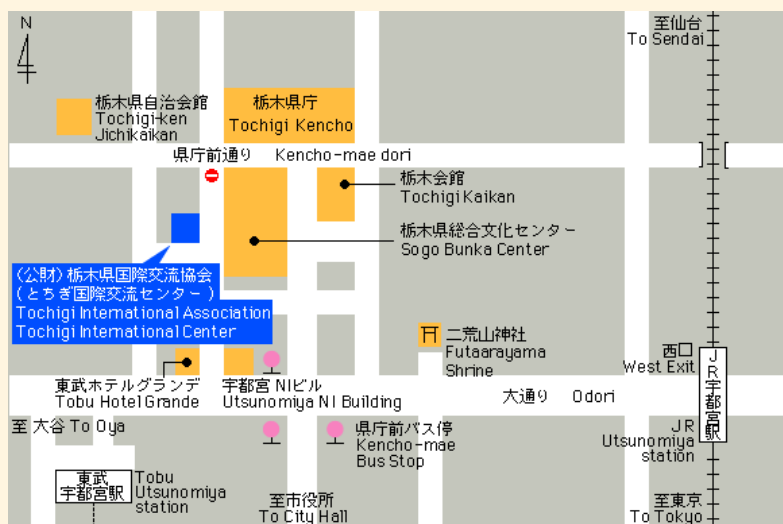 N
至仙台
To Sendai
栃木県自治会館
Tochigi-ken
Jichikaikan
栃木県庁
Tochigi Kencho
県庁前通り Kencho-mae dori
栃木会館
Tochigi Kaikan
栃木県総合文化センター
Sogo Bunka Center
(公財)栃木県国際交流協会
(とちぎ国際交流センター)
Tochigi International Association
Tochigi International Center
二荒山神社
Futaarayama
Shrine
西口
West Exit
JR宇都宮駅
JR
Utsunomiya
station
東武ホテルグランデ
Tobu Hotel Grande
宇都宮 NIビル
Utsunomiya NI Building
大通り Odori
至 大谷 To Oya
県庁前バス停
Kencho-mae
Bus Stop
東武
宇都宮駅
Tobu
Utsunomiya
station
至市役所
To City Hall
至東京
To Tokyo